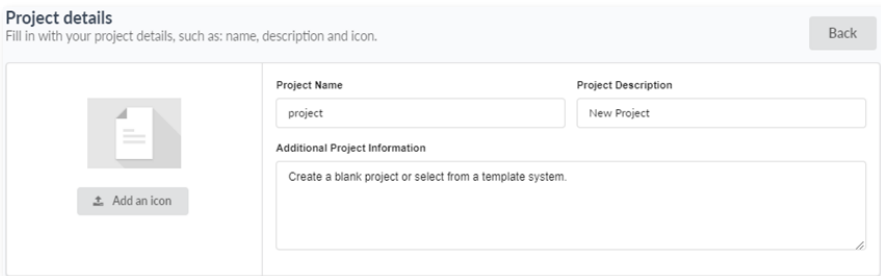 Project details
Fill in with your project details, such as: name, description and icon.
Back
Project Name
Project Description
project
New Project
Additional Project Information
Create a blank project or select from a template system.
Add an icon